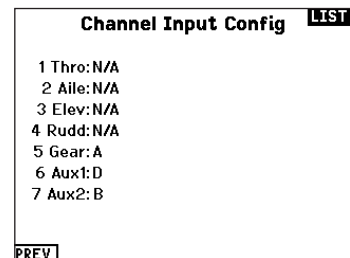 Channel Input Config LIST
1 Thro: N/A
2 Aile: N/A
3 Elev: N/A
4 Rudd: N/A
5 Gear: A
6 Aux1: D
7 Aux2: B
PREV